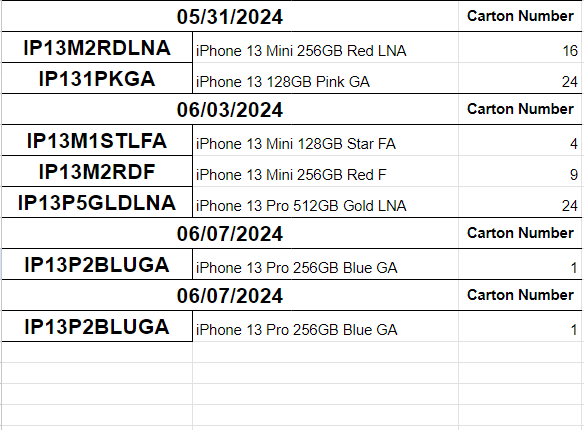 05/31/2024 Carton Number
IP13M2RDLNA iPhone 13 Mini 256GB Red LNA 16
IP131PKGA iPhone 13 128GB Pink GA 24
06/03/2024 Carton Number
IP13M1STLFA iPhone 13 Mini 128GB Star FA 4
IP13M2RDF iPhone 13 Mini 256GB Red F 9
IP13P5GLDLNA iPhone 13 Pro 512GB Gold LNA 24
06/07/2024 Carton Number
IP13P2BLUGA iPhone 13 Pro 256GB Blue GA 1
06/07/2024 Carton Number
IP13P2BLUGA iPhone 13 Pro 256GB Blue GA 1